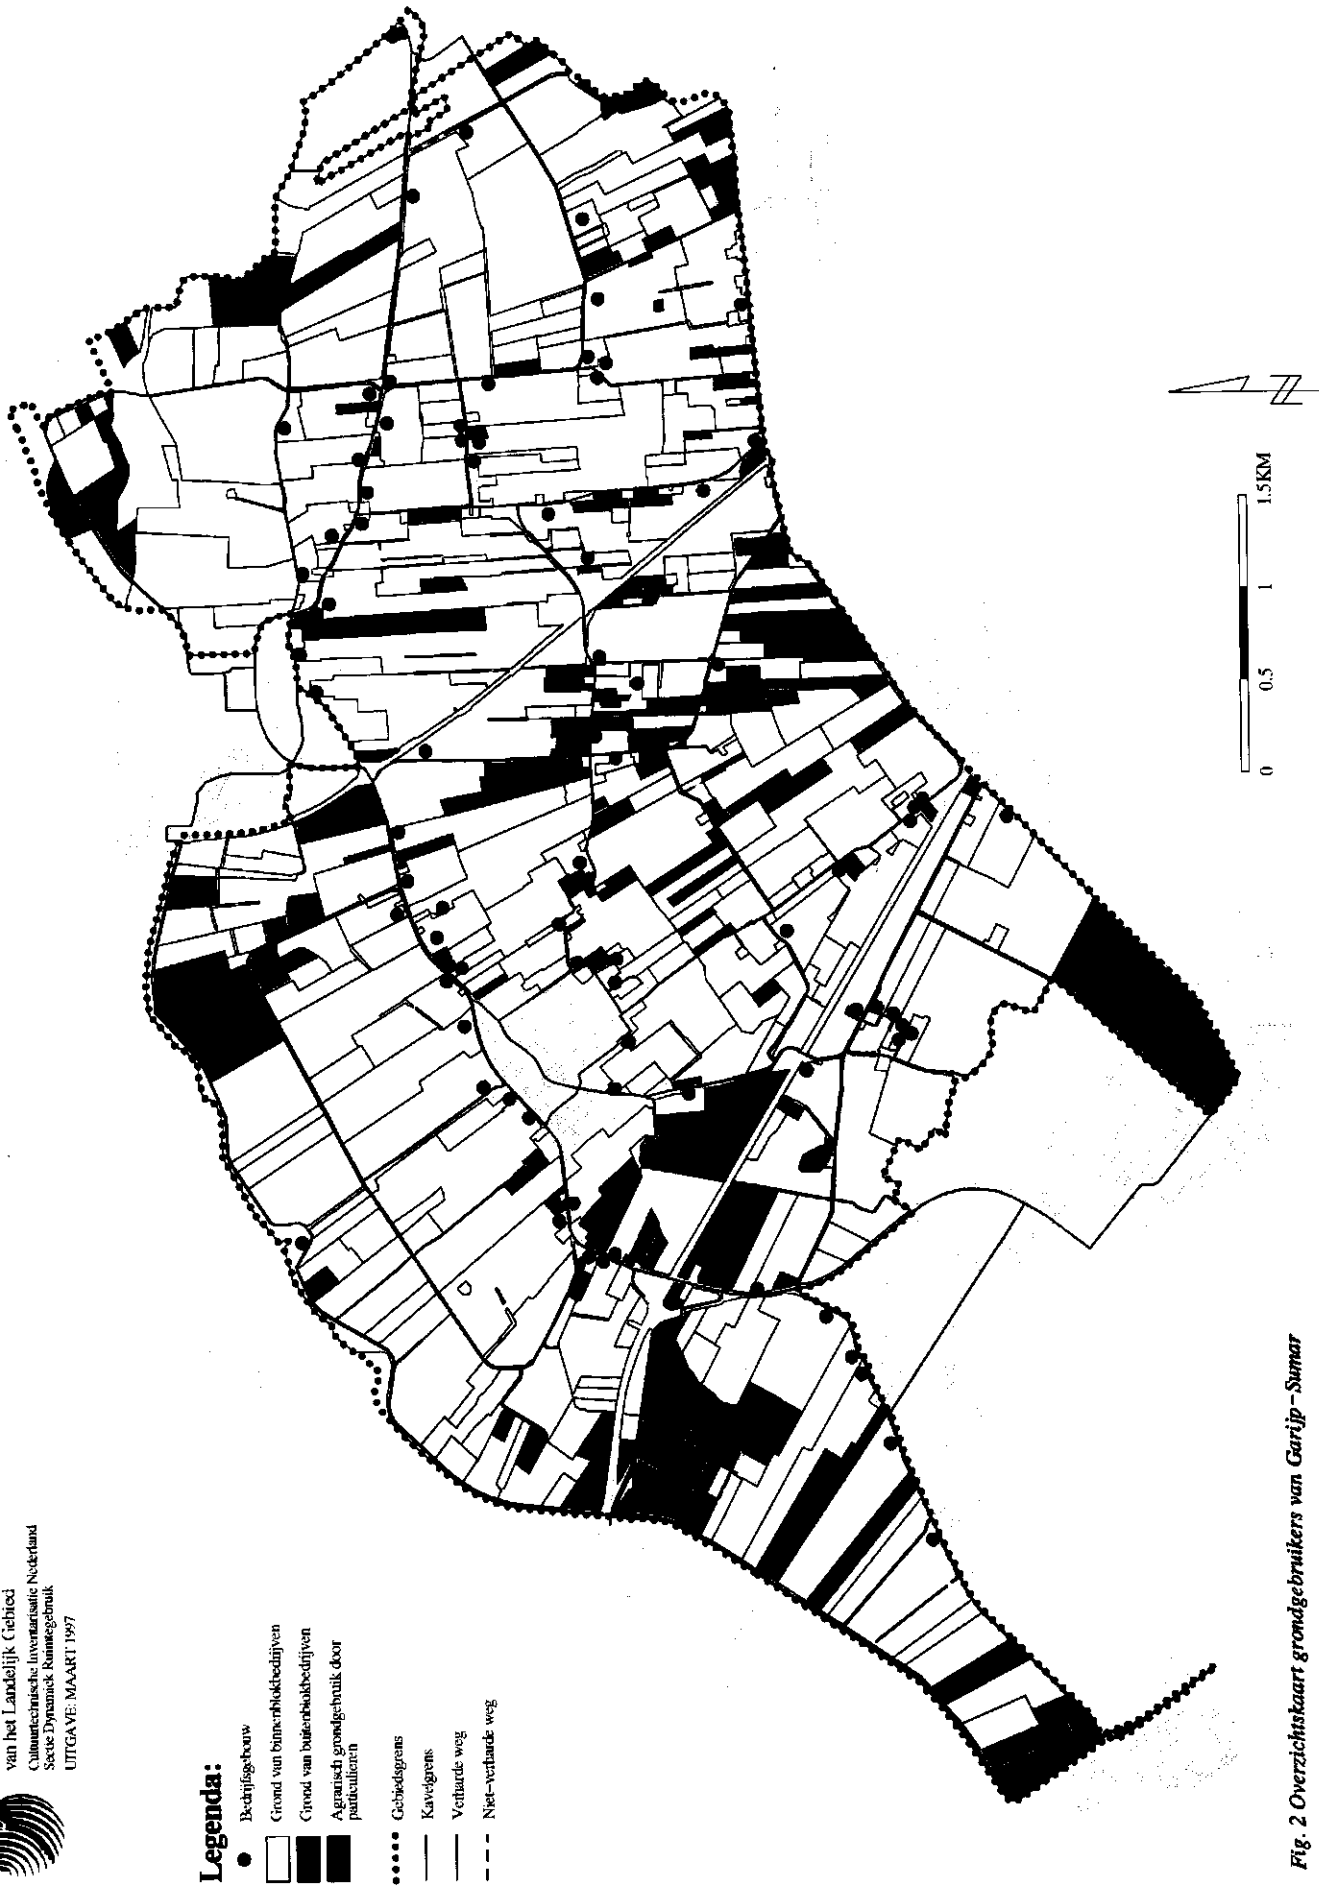 van het Landelijk Gebied
Cultuurtechnische Inventarisatie Nederland
Sectie Dynamiek Ruimtegebruik
UITGAVE: MAART 1997
Legenda:
Bedrijfsgebouw
Grond van binnenblokbedrijven
Grond van buitenblokbedrijven
Agrarisch grondgebruik door
particulieren
Gebiedsgrens
Kavelgrens
Verharde weg
Niet-verharde weg
0 0.5 1 1.5KM
N
Fig. 2 Overzichtskaart grondgebruikers van Garijp-Sumar